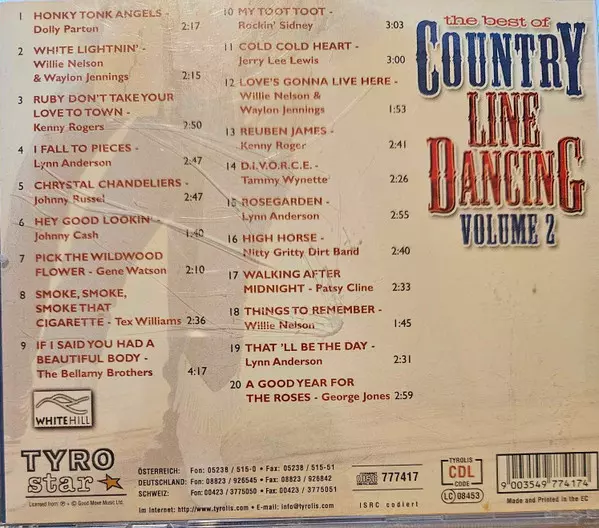 1 HONKY TONK ANGELS -
Dolly Parton 2:17
2 WHITE LIGHTNIN' -
Willie Nelson
& Waylon Jennings 2:15
3 RUBY DON'T TAKE YOUR
LOVE TO TOWN -
Kenny Rogers 2:50
4 I FALL TO PIECES -
Lynn Anderson 2:47
5 CHRYSTAL CHANDELIERS -
Johnny Russel 2:47
6 HEY GOOD LOOKIN' -
Johnny Cash 1:40
7 PICK THE WILDWOOD
FLOWER - Gene Watson 2:10
8 SMOKE, SMOKE,
SMOKE THAT
CIGARETTE - Tex Williams 2:36
9 IF I SAID YOU HAD A
BEAUTIFUL BODY -
The Bellamy Brothers 4:17
10 MY TOOT TOOT -
Rockin' Sidney 3:03
11 COLD COLD HEART -
Jerry Lee Lewis 3:00
12 LOVE'S GONNA LIVE HERE -
Willie Nelson &
Waylon Jennings 1:53
13 REUBEN JAMES -
Kenny Roger 2:41
14 D.I.V.O.R.C.E. -
Tammy Wynette 2:26
15 ROSEGARDEN -
Lynn Anderson 2:55
16 HIGH HORSE -
Nitty Gritty Dirt Band 2:40
17 WALKING AFTER
MIDNIGHT - Patsy Cline 2:33
18 THINGS TO REMEMBER -
Willie Nelson 1:45
19 THAT 'LL BE THE DAY -
Lynn Anderson 2:31
20 A GOOD YEAR FOR
THE ROSES - George Jones 2:59
the best of
COUNTRY
LINE
DANCING
VOLUME 2
WHITEHILL
TYRO
star
Licensed from: ℗ + © Good Move Music Ltd.
ÖSTERREICH: Fon: 05238 / 515-0 • Fax: 05238 / 515-51
DEUTSCHLAND: Fon: 08823 / 926545 • Fax: 08823 / 926842
SCHWEIZ: Fon: 00423 / 3775050 • Fax: 00423 / 3775051
im Internet: http://www.tyrolis.com • E-mail: info@tyrolis.com
777417
ISRC codiert
TYROLIS
CDL
CODE
LC 08453
9 003549 774174
Made and Printed in the EC